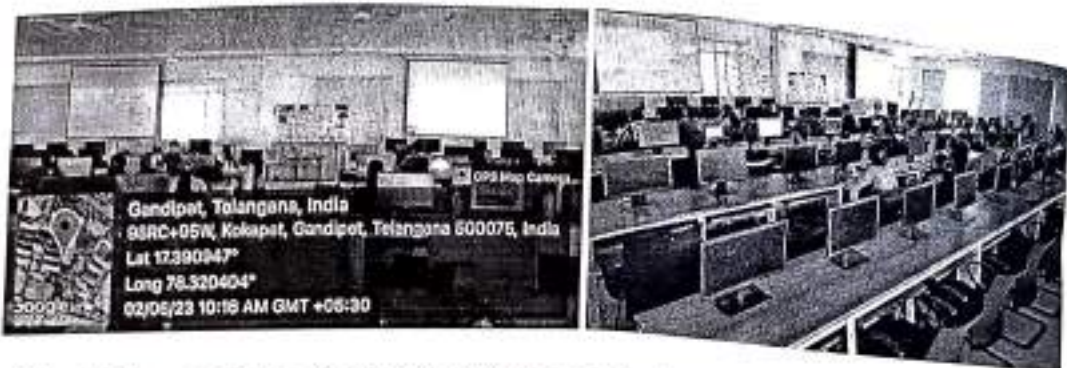 GPS Map Camera
Gandipet, Telangana, India
98RC+05W, Kokapet, Gandipet, Telangana 500075, India
Lat 17.390947°
Long 78.320404°
02/06/23 10:16 AM GMT +05:30
Google